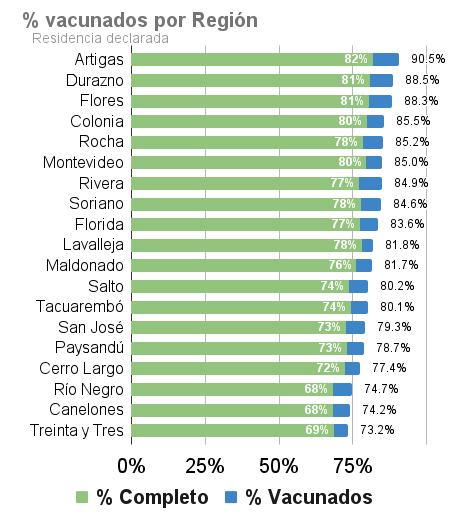 % vacunados por Región
Residencia declarada
Artigas 82% 90.5%
Durazno 81% 88.5%
Flores 81% 88.3%
Colonia 80% 85.5%
Rocha 78% 85.2%
Montevideo 80% 85.0%
Rivera 77% 84.9%
Soriano 78% 84.6%
Florida 77% 83.6%
Lavalleja 78% 81.8%
Maldonado 76% 81.7%
Salto 74% 80.2%
Tacuarembó 74% 80.1%
San José 73% 79.3%
Paysandú 73% 78.7%
Cerro Largo 72% 77.4%
Río Negro 68% 74.7%
Canelones 68% 74.2%
Treinta y Tres 69% 73.2%
0% 25% 50% 75%
% Completo % Vacunados